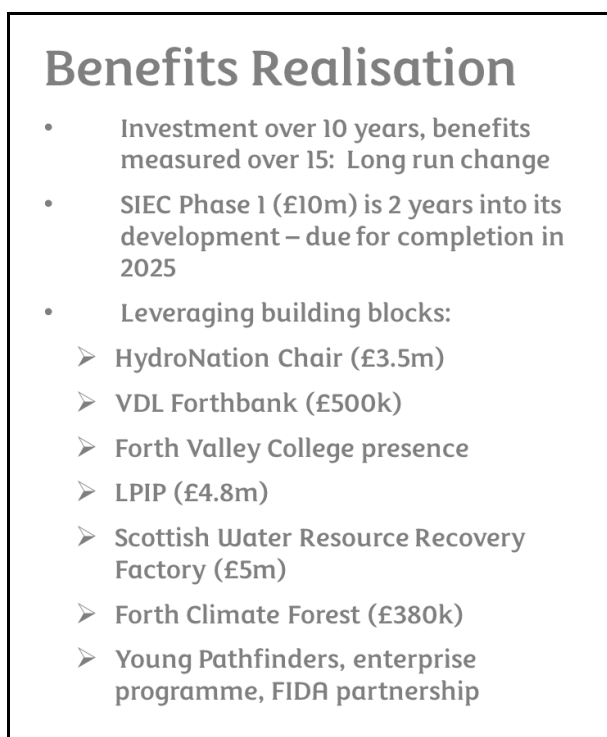 Benefits Realisation
• Investment over 10 years, benefits
measured over 15: Long run change
• SIEC Phase 1 (£10m) is 2 years into its
development – due for completion in
2025
• Leveraging building blocks:
➢ HydroNation Chair (£3.5m)
➢ VDL Forthbank (£500k)
➢ Forth Valley College presence
➢ LPIP (£4.8m)
➢ Scottish Water Resource Recovery
Factory (£5m)
➢ Forth Climate Forest (£380k)
➢ Young Pathfinders, enterprise
programme, FIDA partnership